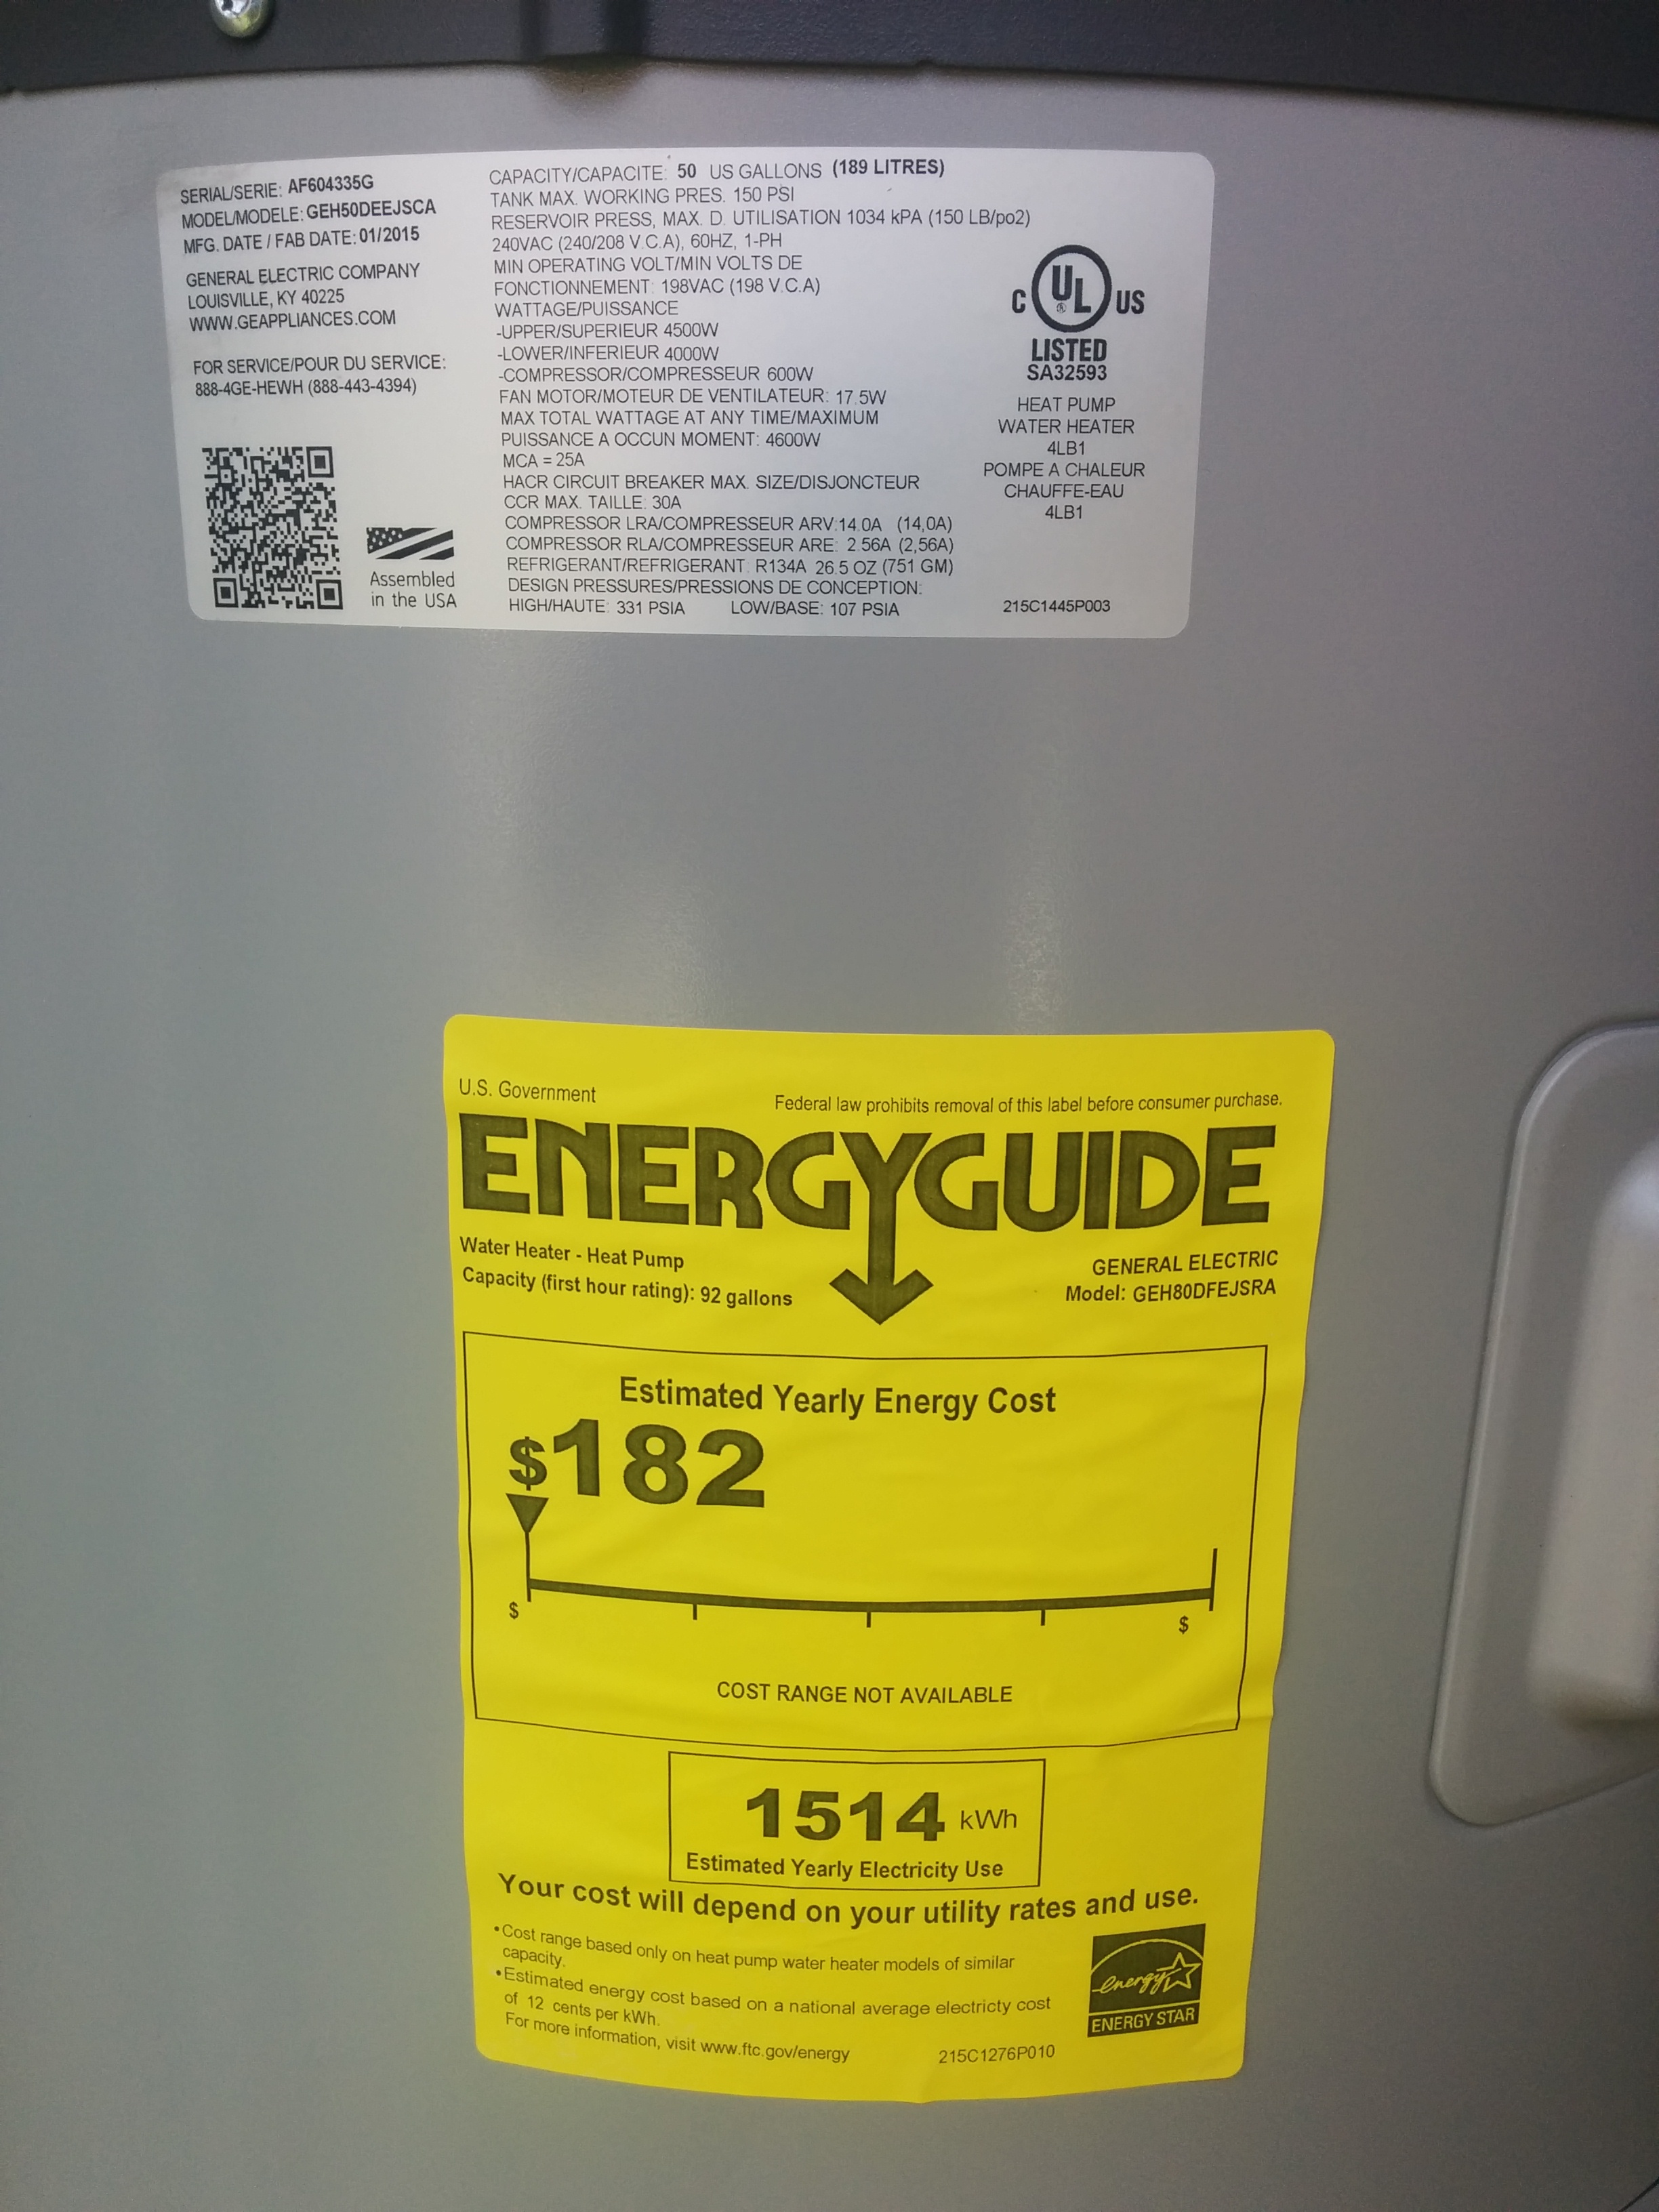 SERIAL/SERIE: AF604335G
MODEL/MODELE: GEH50DEEJSCA
MFG. DATE / FAB DATE: 01/2015
GENERAL ELECTRIC COMPANY
LOUISVILLE, KY 40225
WWW.GEAPPLIANCES.COM
FOR SERVICE/POUR DU SERVICE:
888-4GE-HEWH (888-443-4394)
Assembled
in the USA
CAPACITY/CAPACITE: 50 US GALLONS (189 LITRES)
TANK MAX. WORKING PRES. 150 PSI
RESERVOIR PRESS, MAX. D. UTILISATION 1034 kPA (150 LB/po2)
240VAC (240/208 V.C.A), 60HZ, 1-PH
MIN OPERATING VOLT/MIN VOLTS DE
FONCTIONNEMENT: 198VAC (198 V.C.A)
WATTAGE/PUISSANCE
-UPPER/SUPERIEUR 4500W
-LOWER/INFERIEUR 4000W
-COMPRESSOR/COMPRESSEUR 600W
FAN MOTOR/MOTEUR DE VENTILATEUR: 17.5W
MAX TOTAL WATTAGE AT ANY TIME/MAXIMUM
PUISSANCE A OCCUN MOMENT: 4600W
MCA = 25A
HACR CIRCUIT BREAKER MAX. SIZE/DISJONCTEUR
CCR MAX. TAILLE: 30A
COMPRESSOR LRA/COMPRESSEUR ARV:14.0A (14,0A)
COMPRESSOR RLA/COMPRESSEUR ARE: 2.56A (2,56A)
REFRIGERANT/REFRIGERANT: R134A 26.5 OZ (751 GM)
DESIGN PRESSURES/PRESSIONS DE CONCEPTION:
HIGH/HAUTE: 331 PSIA LOW/BASE: 107 PSIA
C UL ® US
LISTED
SA32593
HEAT PUMP
WATER HEATER
4LB1
POMPE A CHALEUR
CHAUFFE-EAU
4LB1
215C1445P003
U.S. Government
Federal law prohibits removal of this label before consumer purchase.
ENERGYGUIDE
Water Heater - Heat Pump
Capacity (first hour rating): 92 gallons
GENERAL ELECTRIC
Model: GEH80DFEJSRA
Estimated Yearly Energy Cost
$182
$ $
COST RANGE NOT AVAILABLE
1514 kWh
Estimated Yearly Electricity Use
Your cost will depend on your utility rates and use.
•Cost range based only on heat pump water heater models of similar
capacity.
•Estimated energy cost based on a national average electricty cost
of 12 cents per kWh.
For more information, visit www.ftc.gov/energy
215C1276P010
energy
ENERGY STAR